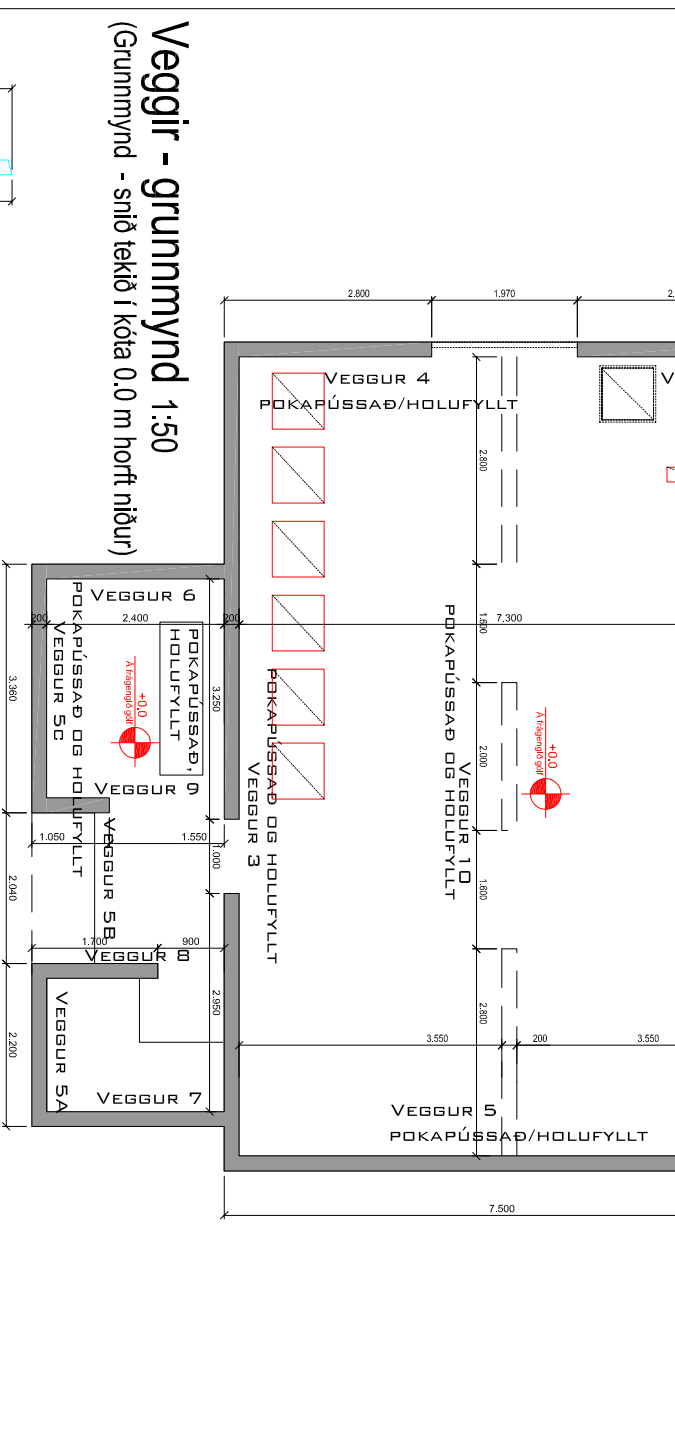 Veggir - grunnmynd 1:50
(Grunnmynd - snið tekið í kóta 0.0 m horft niður)
2.800
1.970
2.
Veggur 4
pokapússað/holufyllt
V
2.800
Veggur 6
200
2.400
200
1.600
7.300
pokapússað og holufyllt
Veggur 5c
pokapússað,
holufyllt
+0,0
Á frágengið gólf
3.360
3.250
Veggur 9
pokapússað og holufyllt
Veggur 3
pokapússað og holufyllt
Veggur 10
2.000
+0,0
Á frágengið gólf
1.050
1.550
1.000
2.040
Veggur 5b
1.600
1.700
900
Veggur 8
2.950
2.800
2.200
Veggur 5a
3.550
200
3.550
Veggur 7
Veggur 5
pokapússað/holufyllt
7.500